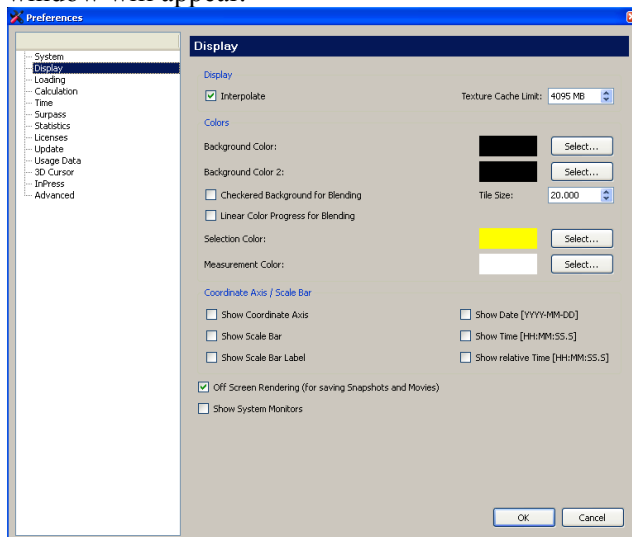 window will appear.
Preferences
System
Display
Loading
Calculation
Time
Surpass
Statistics
Licenses
Update
Usage Data
3D Cursor
InPress
Advanced
Display
Display
Interpolate Texture Cache Limit: 4095 MB
Colors
Background Color: Select...
Background Color 2: Select...
Checkered Background for Blending Tile Size: 20.000
Linear Color Progress for Blending
Selection Color: Select...
Measurement Color: Select...
Coordinate Axis / Scale Bar
Show Coordinate Axis Show Date [YYYY-MM-DD]
Show Scale Bar Show Time [HH:MM:SS.S]
Show Scale Bar Label Show relative Time [HH:MM:SS.S]
Off Screen Rendering (for saving Snapshots and Movies)
Show System Monitors
OK Cancel